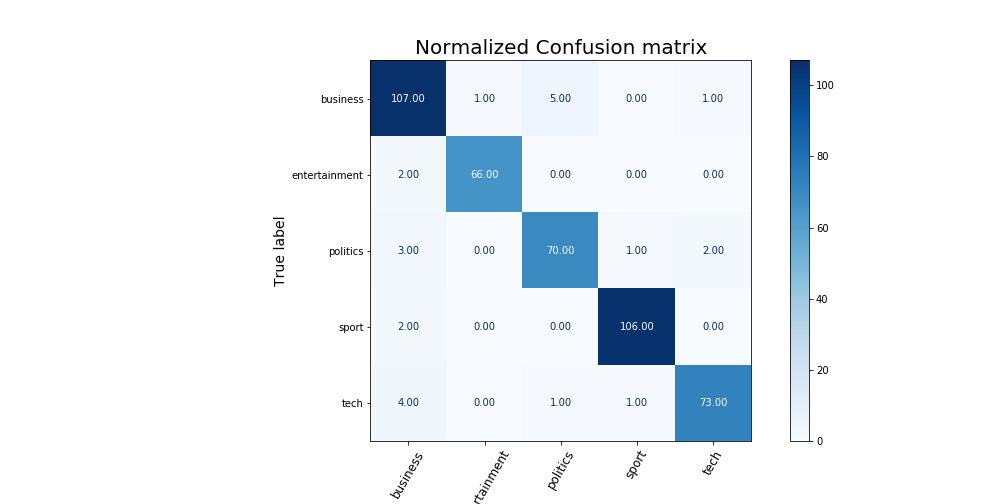 Normalized Confusion matrix
True label
business 107.00 1.00 5.00 0.00 1.00
entertainment 2.00 66.00 0.00 0.00 0.00
politics 3.00 0.00 70.00 1.00 2.00
sport 2.00 0.00 0.00 106.00 0.00
tech 4.00 0.00 1.00 1.00 73.00
business rtainment politics sport tech
100
80
60
40
20
0